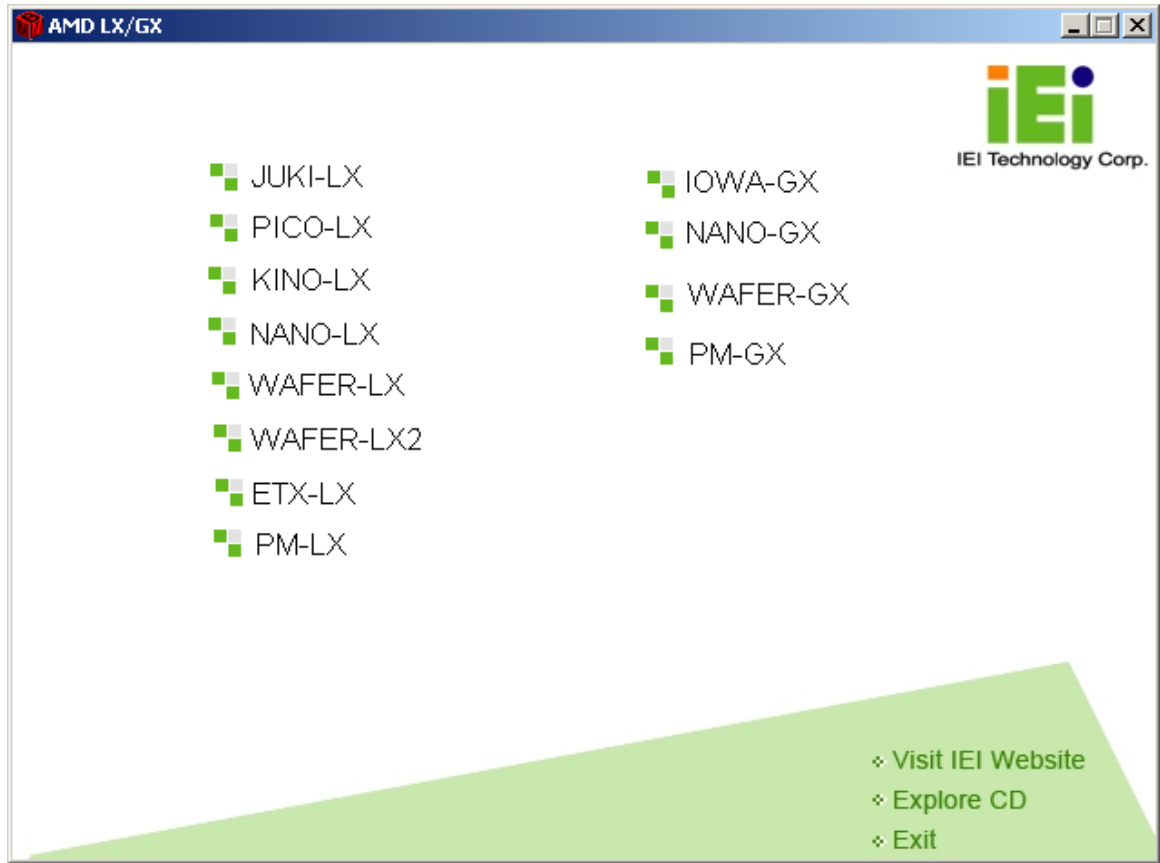 AMD LX/GX
iEi
IEI Technology Corp.
JUKI-LX
PICO-LX
KINO-LX
NANO-LX
WAFER-LX
WAFER-LX2
ETX-LX
PM-LX
IOWA-GX
NANO-GX
WAFER-GX
PM-GX
Visit IEI Website
Explore CD
Exit